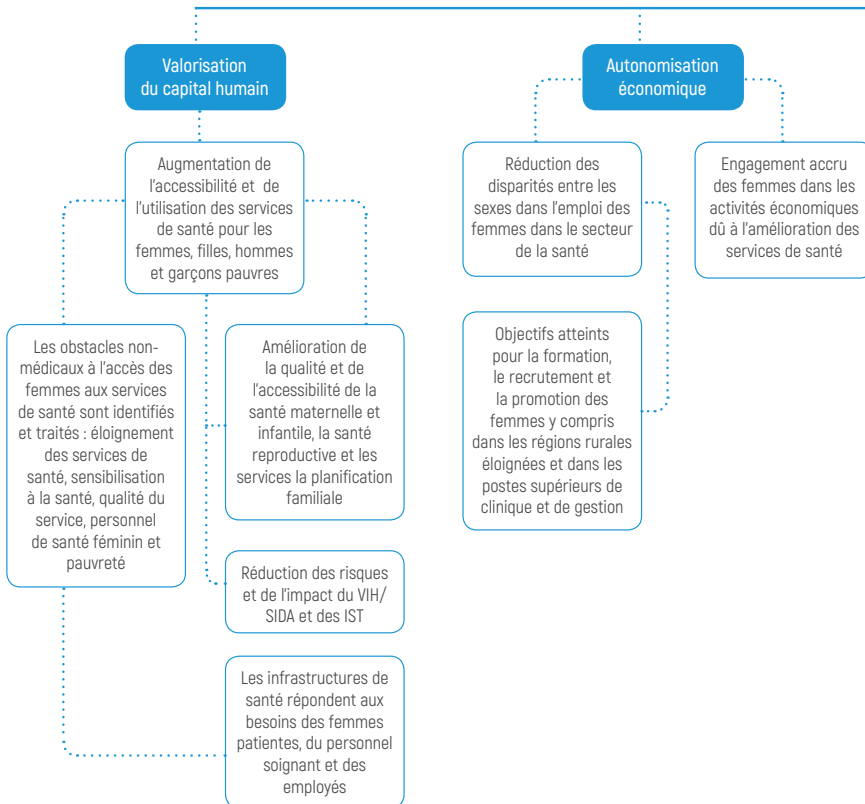 Valorisation
du capital humain
Augmentation de
l'accessibilité et de
l'utilisation des services
de santé pour les
femmes, filles, hommes
et garçons pauvres
Les obstacles non-
médicaux à l'accès des
femmes aux services
de santé sont identifiés
et traités : éloignement
des services de
santé, sensibilisation
à la santé, qualité du
service, personnel
de santé féminin et
pauvreté
Amélioration de
la qualité et de
l'accessibilité de la
santé maternelle et
infantile, la santé
reproductive et les
services la planification
familiale
Réduction des risques
et de l'impact du VIH/
SIDA et des IST
Les infrastructures de
santé répondent aux
besoins des femmes
patientes, du personnel
soignant et des
employés
Autonomisation
économique
Réduction des
disparités entre les
sexes dans l'emploi des
femmes dans le secteur
de la santé
Objectifs atteints
pour la formation,
le recrutement et
la promotion des
femmes y compris
dans les régions rurales
éloignées et dans les
postes supérieurs de
clinique et de gestion
Engagement accru
des femmes dans les
activités économiques
dû à l'amélioration des
services de santé